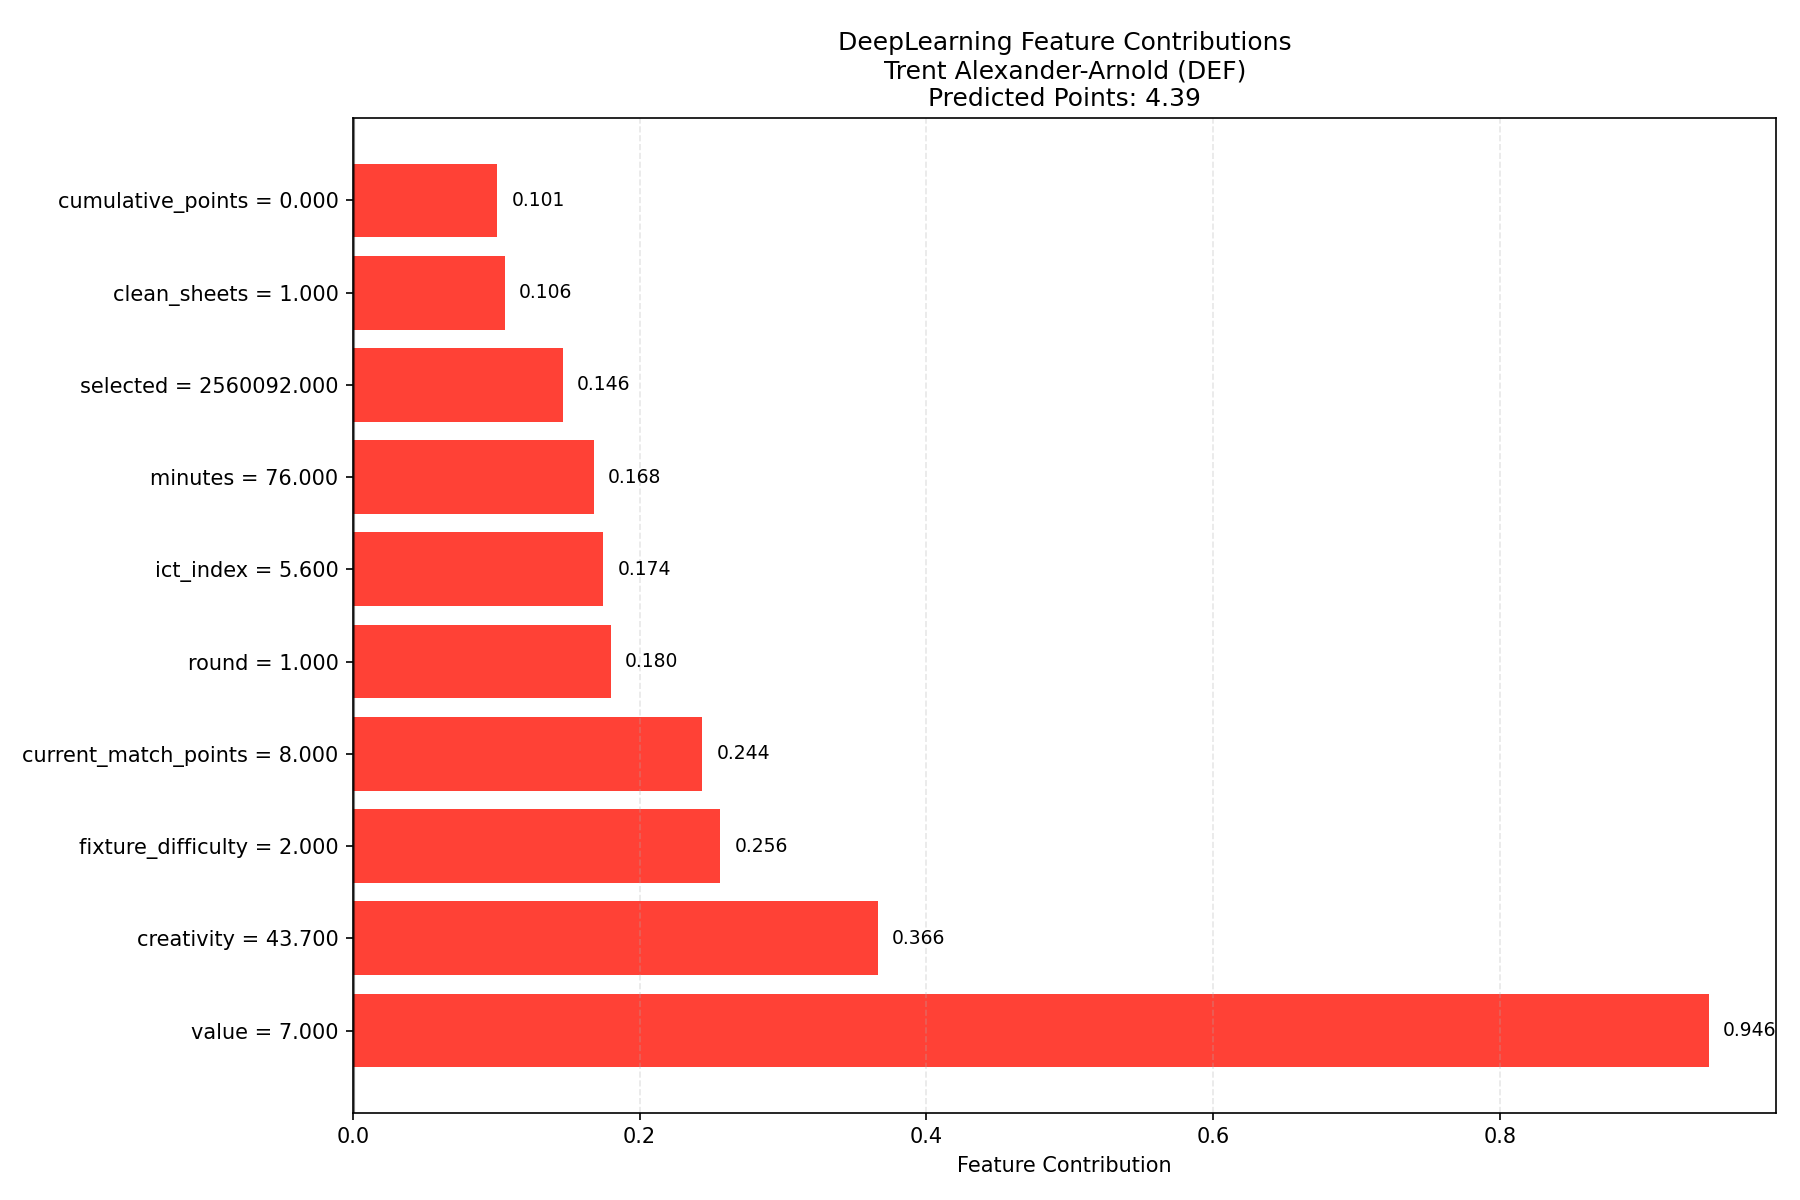 DeepLearning Feature Contributions
Trent Alexander-Arnold (DEF)
Predicted Points: 4.39
cumulative_points = 0.000 0.101
clean_sheets = 1.000 0.106
selected = 2560092.000 0.146
minutes = 76.000 0.168
ict_index = 5.600 0.174
round = 1.000 0.180
current_match_points = 8.000 0.244
fixture_difficulty = 2.000 0.256
creativity = 43.700 0.366
value = 7.000 0.946
0.0 0.2 0.4 0.6 0.8
Feature Contribution